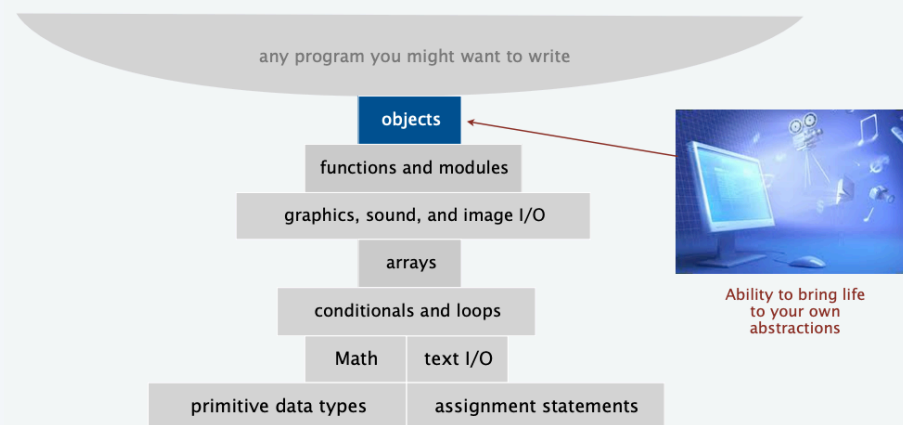 any program you might want to write
objects
functions and modules
graphics, sound, and image I/O
arrays
conditionals and loops
Math
text I/O
primitive data types
assignment statements
Ability to bring life
to your own
abstractions